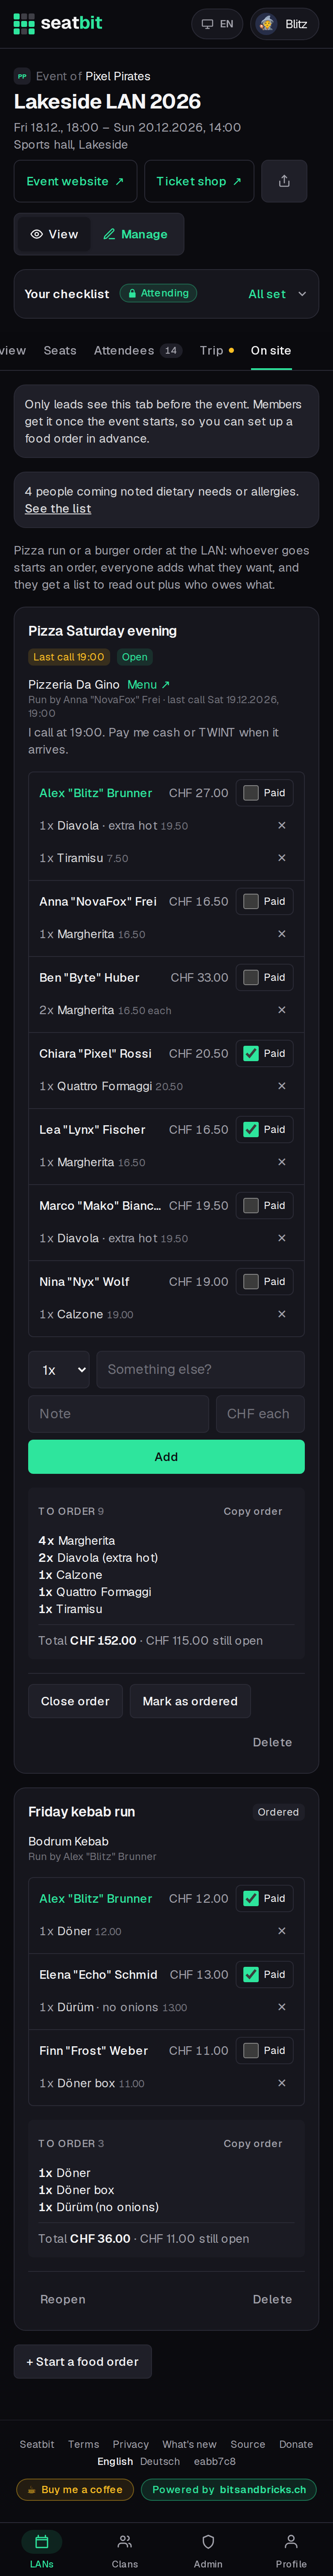 seatbit
EN
Blitz
PP Event of Pixel Pirates
Lakeside LAN 2026
Fri 18.12., 18:00 – Sun 20.12.2026, 14:00
Sports hall, Lakeside
Event website ↗
Ticket shop ↗
View
Manage
Your checklist
Attending
All set
view
Seats
Attendees 14
Trip
On site
Only leads see this tab before the event. Members
get it once the event starts, so you can set up a
food order in advance.
4 people coming noted dietary needs or allergies.
See the list
Pizza run or a burger order at the LAN: whoever goes
starts an order, everyone adds what they want, and
they get a list to read out plus who owes what.
Pizza Saturday evening
Last call 19:00
Open
Pizzeria Da Gino Menu ↗
Run by Anna "NovaFox" Frei · last call Sat 19.12.2026,
19:00
I call at 19:00. Pay me cash or TWINT when it
arrives.
Alex "Blitz" Brunner CHF 27.00 Paid
1x Diavola · extra hot 19.50 ×
1x Tiramisu 7.50 ×
Anna "NovaFox" Frei CHF 16.50 Paid
1x Margherita 16.50 ×
Ben "Byte" Huber CHF 33.00 Paid
2x Margherita 16.50 each ×
Chiara "Pixel" Rossi CHF 20.50 Paid
1x Quattro Formaggi 20.50 ×
Lea "Lynx" Fischer CHF 16.50 Paid
1x Margherita 16.50 ×
Marco "Mako" Bianc... CHF 19.50 Paid
1x Diavola · extra hot 19.50 ×
Nina "Nyx" Wolf CHF 19.00 Paid
1x Calzone 19.00 ×
1x
Something else?
Note
CHF each
Add
TO ORDER 9
Copy order
4x Margherita
2x Diavola (extra hot)
1x Calzone
1x Quattro Formaggi
1x Tiramisu
Total CHF 152.00 · CHF 115.00 still open
Close order
Mark as ordered
Delete
Friday kebab run
Ordered
Bodrum Kebab
Run by Alex "Blitz" Brunner
Alex "Blitz" Brunner CHF 12.00 Paid
1x Döner 12.00 ×
Elena "Echo" Schmid CHF 13.00 Paid
1x Dürüm · no onions 13.00 ×
Finn "Frost" Weber CHF 11.00 Paid
1x Döner box 11.00 ×
TO ORDER 3
Copy order
1x Döner
1x Döner box
1x Dürüm (no onions)
Total CHF 36.00 · CHF 11.00 still open
Reopen
Delete
+ Start a food order
Seatbit Terms Privacy What's new Source Donate
English Deutsch eabb7c8
Buy me a coffee
Powered by bitsandbricks.ch
LANs
Clans
Admin
Profile